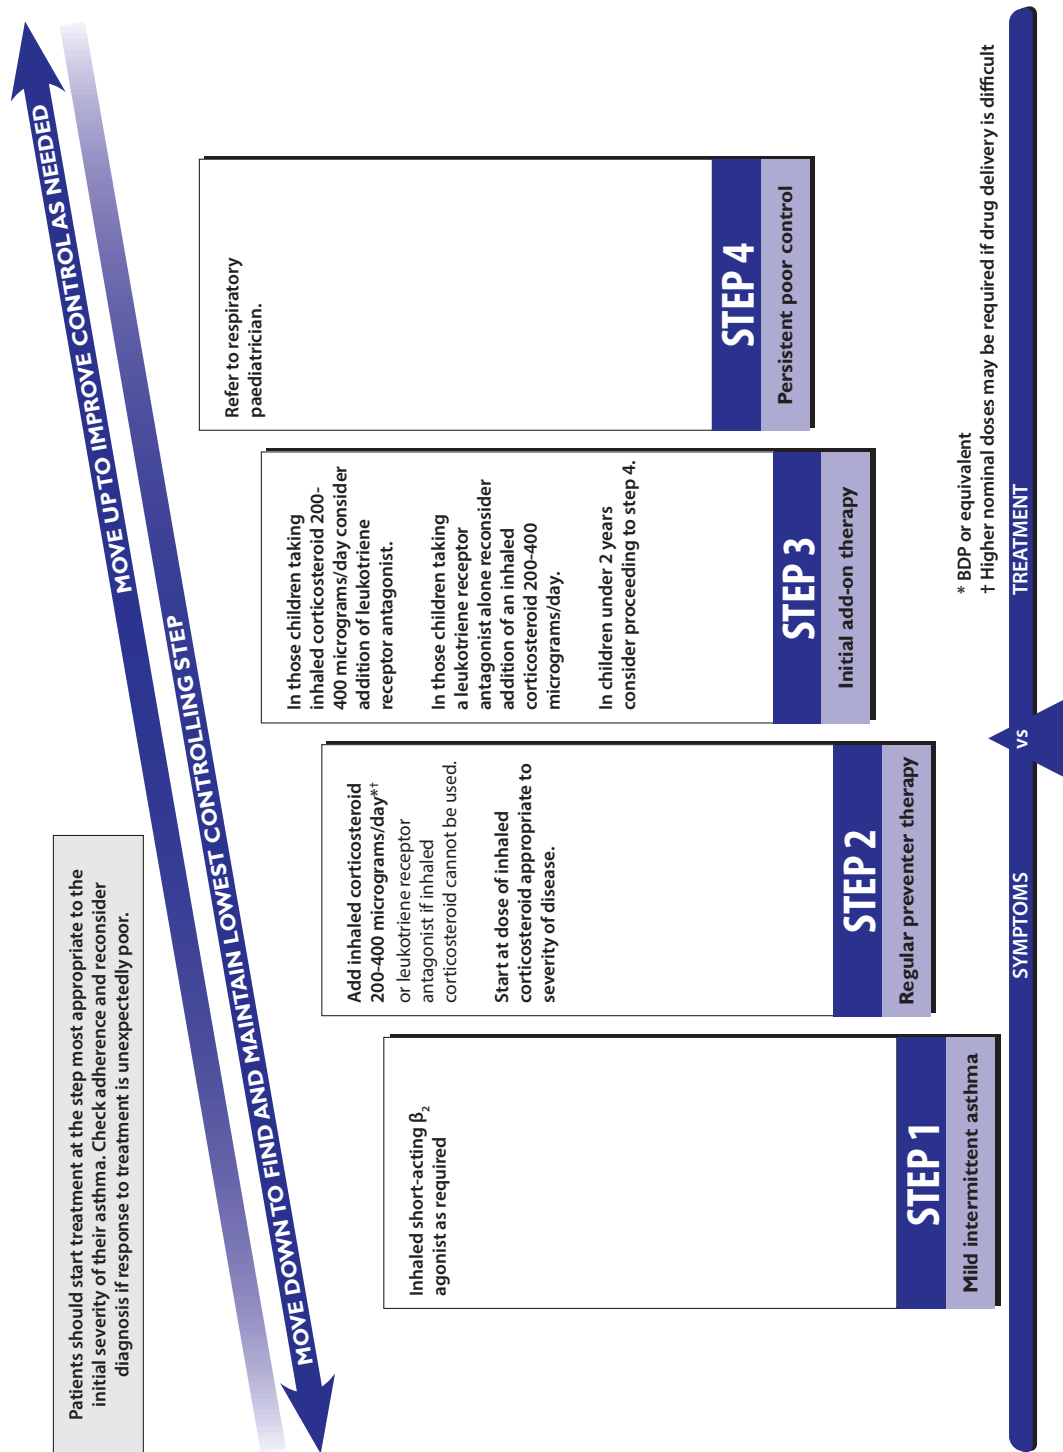 Patients should start treatment at the step most appropriate to the
initial severity of their asthma. Check adherence and reconsider
diagnosis if response to treatment is unexpectedly poor.
MOVE UP TO IMPROVE CONTROL AS NEEDED
MOVE DOWN TO FIND AND MAINTAIN LOWEST CONTROLLING STEP
Inhaled short-acting β₂
agonist as required
STEP 1
Mild intermittent asthma
Add inhaled corticosteroid
200-400 micrograms/day*†
or leukotriene receptor
antagonist if inhaled
corticosteroid cannot be used.
Start at dose of inhaled
corticosteroid appropriate to
severity of disease.
STEP 2
Regular preventer therapy
In those children taking
inhaled corticosteroid 200-
400 micrograms/day consider
addition of leukotriene
receptor antagonist.
In those children taking
a leukotriene receptor
antagonist alone reconsider
addition of an inhaled
corticosteroid 200-400
micrograms/day.
In children under 2 years
consider proceeding to step 4.
STEP 3
Initial add-on therapy
Refer to respiratory
paediatrician.
STEP 4
Persistent poor control
* BDP or equivalent
† Higher nominal doses may be required if drug delivery is difficult
SYMPTOMS vs TREATMENT